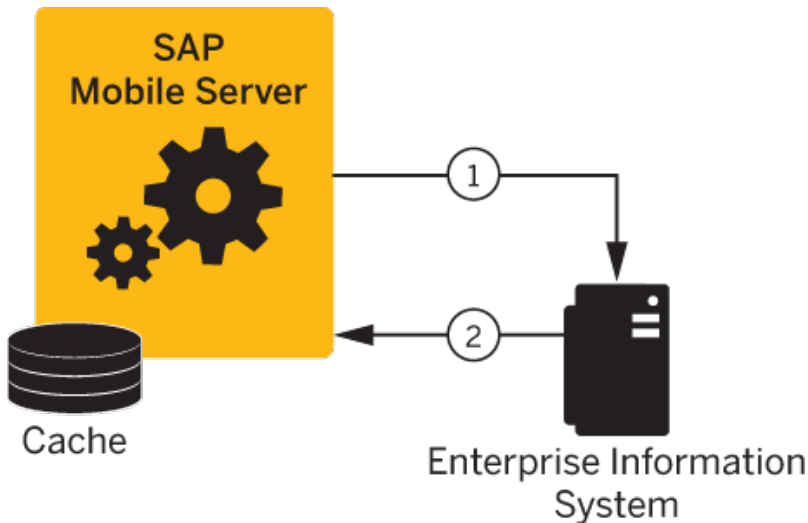 SAP
Mobile Server
1
2
Cache
Enterprise Information
System